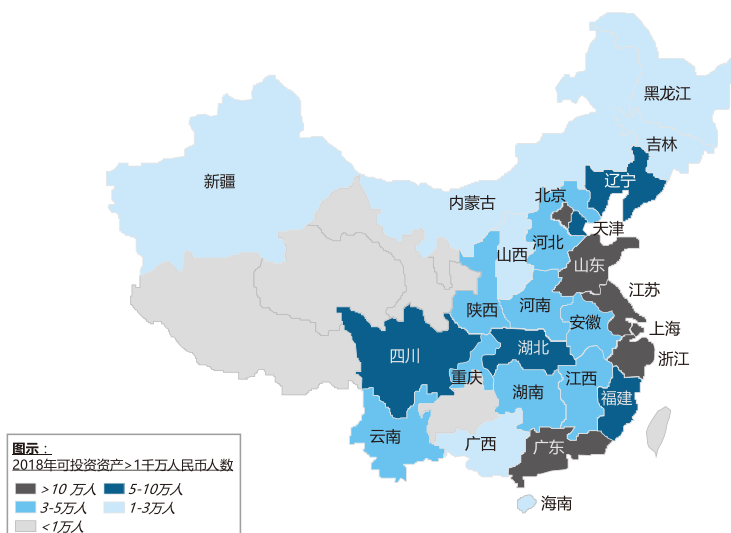 黑龙江
吉林
新疆
辽宁
北京
内蒙古
天津
河北
山西
山东
江苏
陕西
河南
安徽
上海
四川
湖北
浙江
重庆
江西
湖南
福建
云南
广西
广东
海南
图示：
2018年可投资资产>1千万人民币人数
>10 万人 5-10万人
3-5万人 1-3万人
<1万人